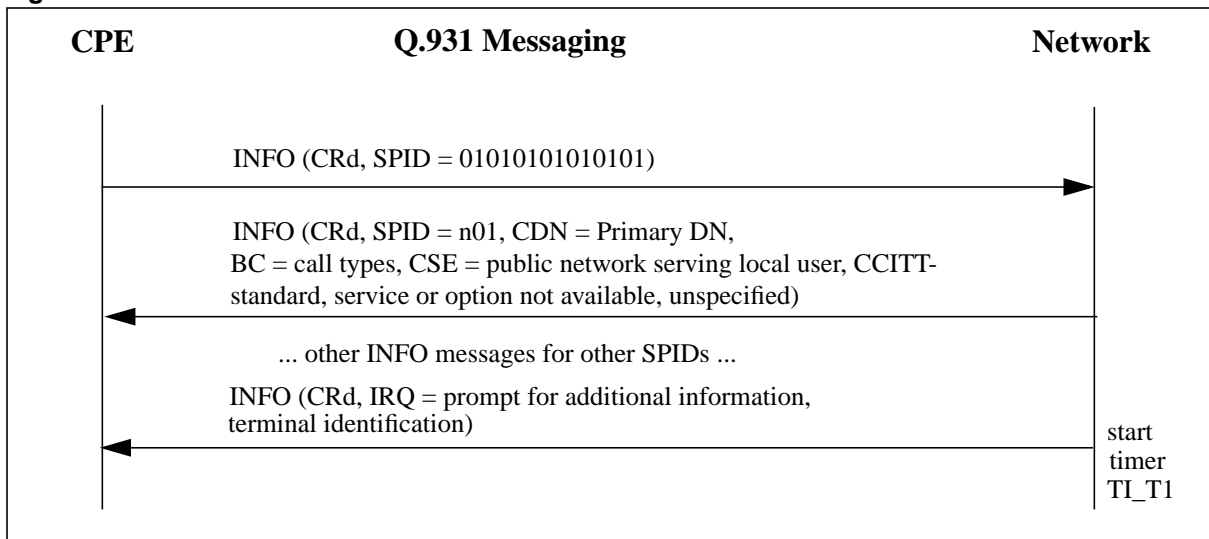 CPE Q.931 Messaging Network
INFO (CRd, SPID = 01010101010101)
INFO (CRd, SPID = n01, CDN = Primary DN,
BC = call types, CSE = public network serving local user, CCITT-
standard, service or option not available, unspecified)
... other INFO messages for other SPIDs ...
INFO (CRd, IRQ = prompt for additional information,
terminal identification)
start
timer
TI_T1